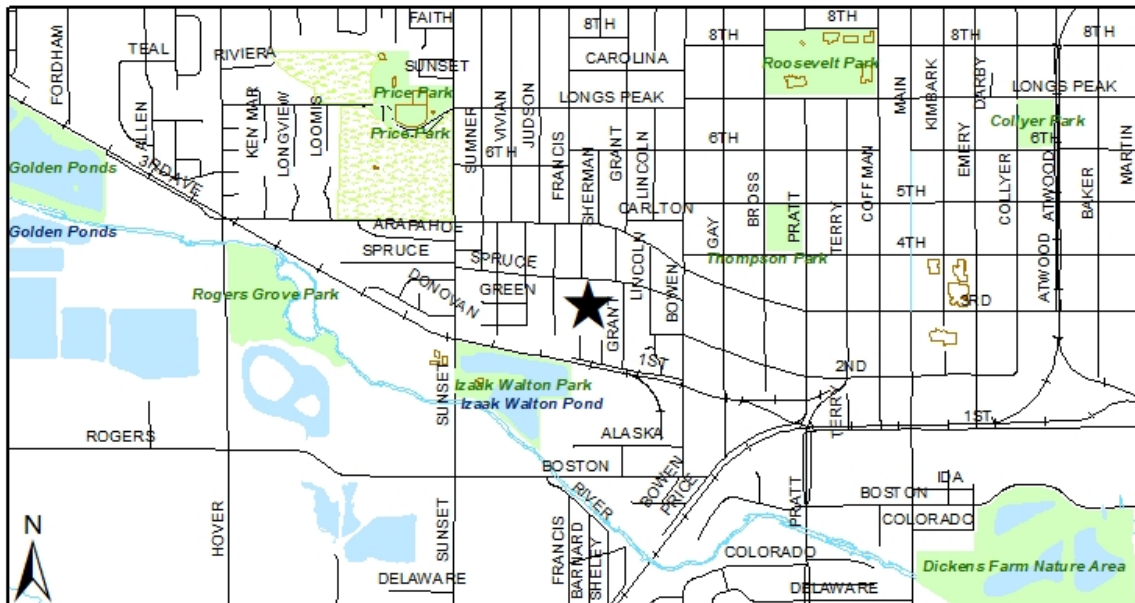 FAITH
8TH
8TH
8TH
8TH
8TH
FORDHAM
TEAL
RIVIERA
SUNSET
CAROLINA
Roosevelt Park
Price Park
Price Park
ALLEN
KEN MAR
LONGVIEW
LOOMIS
SUMNER
VIVIAN
JUDSON
LONGS PEAK
MAIN
KIMBARK
DARBY
LONGS PEAK
Collyer Park
6TH
6TH
6TH
Golden Ponds
3RD AVE
FRANCIS
SHERMAN
GRANT
LINCOLN
EMERY
MARTIN
5TH
COLLYER
ATWOOD
BAKER
CARLTON
BROSS
PRATT
TERRY
COFFMAN
Golden Ponds
ARAPAHOE
SPRUCE
SPRUCE
GAY
Thompson Park
4TH
Rogers Grove Park
DONOVAN
GREEN
LINCOLN
BOWEN
GRANT
ATWOOD
3RD
1ST
2ND
Izaak Walton Park
Izaak Walton Pond
SUNSET
TERRY
1ST
ROGERS
ALASKA
BOSTON
BOWEN
PRICE
RIVER
IDA
BOSTON
PRATT
COLORADO
N
HOVER
SUNSET
FRANCIS
BARNARD
SHELEY
COLORADO
DELAWARE
DELAWARE
Dickens Farm Nature Area